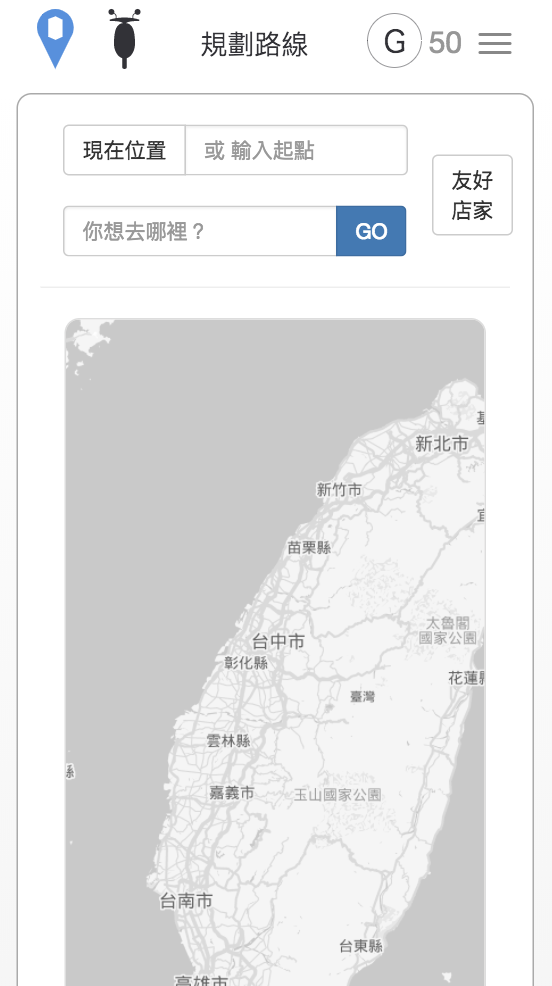 規劃路線
G 50
現在位置
或 輸入起點
友好
店家
你想去哪裡？
GO
新北市
新竹市
苗栗縣
太魯閣
國家公園
台中市
彰化縣
花蓮縣
臺灣
雲林縣
嘉義市
玉山國家公園
台南市
台東縣
高雄市